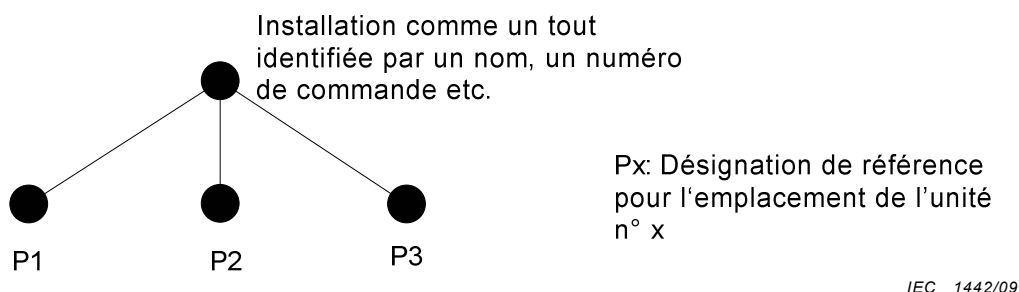 Installation comme un tout
identifiée par un nom, un numéro
de commande etc.
Px: Désignation de référence
pour l‘emplacement de l’unité
n° x
P1
P2
P3
IEC 1442/09